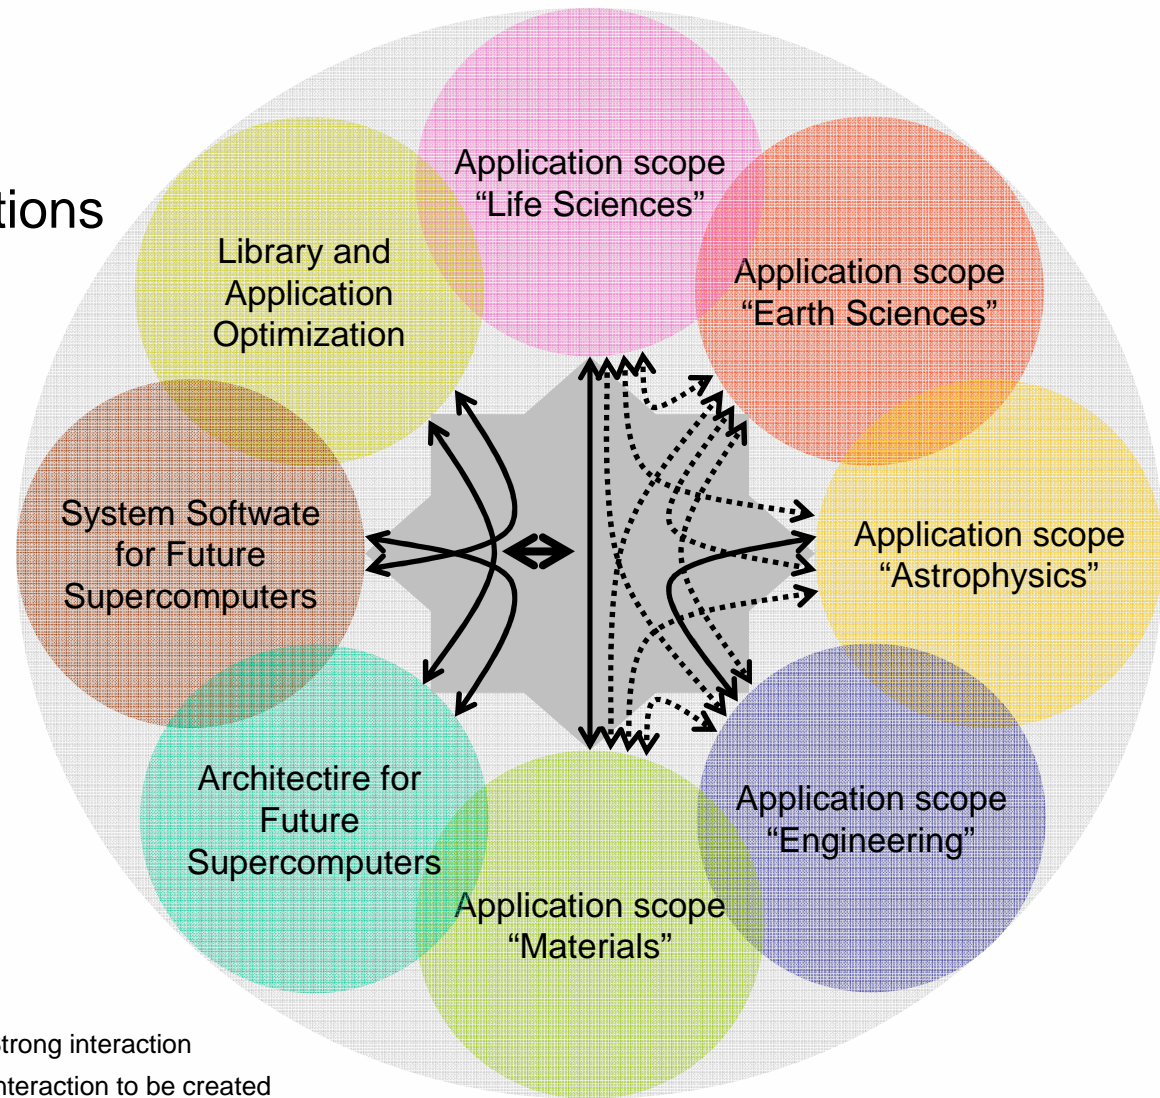 Application scope
“Life Sciences”
tions
Library and
Application
Optimization
Application scope
“Earth Sciences”
System Softwate
for Future
Supercomputers
Application scope
“Astrophysics”
Architectire for
Future
Supercomputers
Application scope
“Engineering”
Application scope
“Materials”
Strong interaction
nteraction to be created